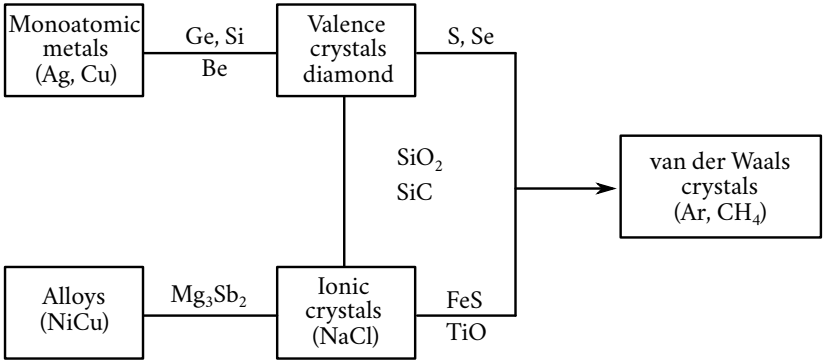 Monoatomic
metals
(Ag, Cu)
Ge, Si
Be
Valence
crystals
diamond
S, Se
SiO₂
SiC
van der Waals
crystals
(Ar, CH₄)
Alloys
(NiCu)
Mg₃Sb₂
Ionic
crystals
(NaCl)
FeS
TiO